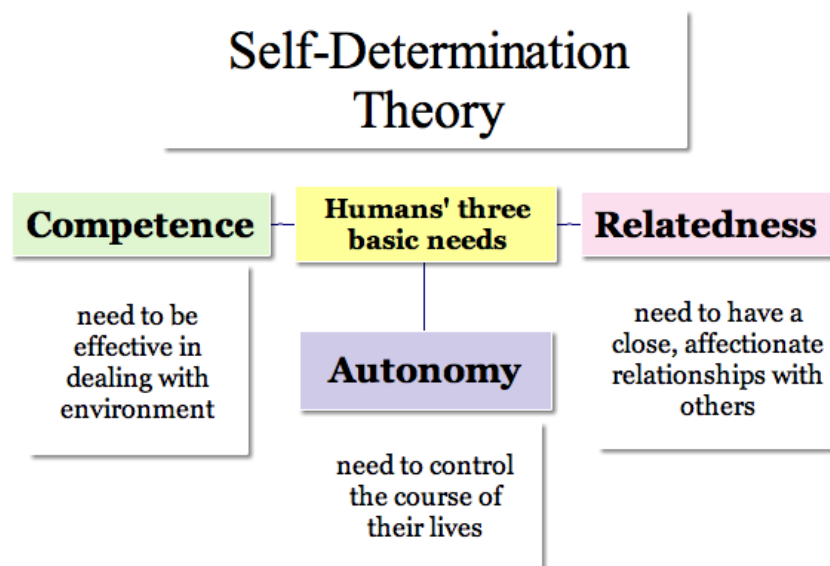 Self-Determination
Theory
Competence
Humans' three
basic needs
Relatedness
need to be
effective in
dealing with
environment
Autonomy
need to have a
close, affectionate
relationships with
others
need to control
the course of
their lives